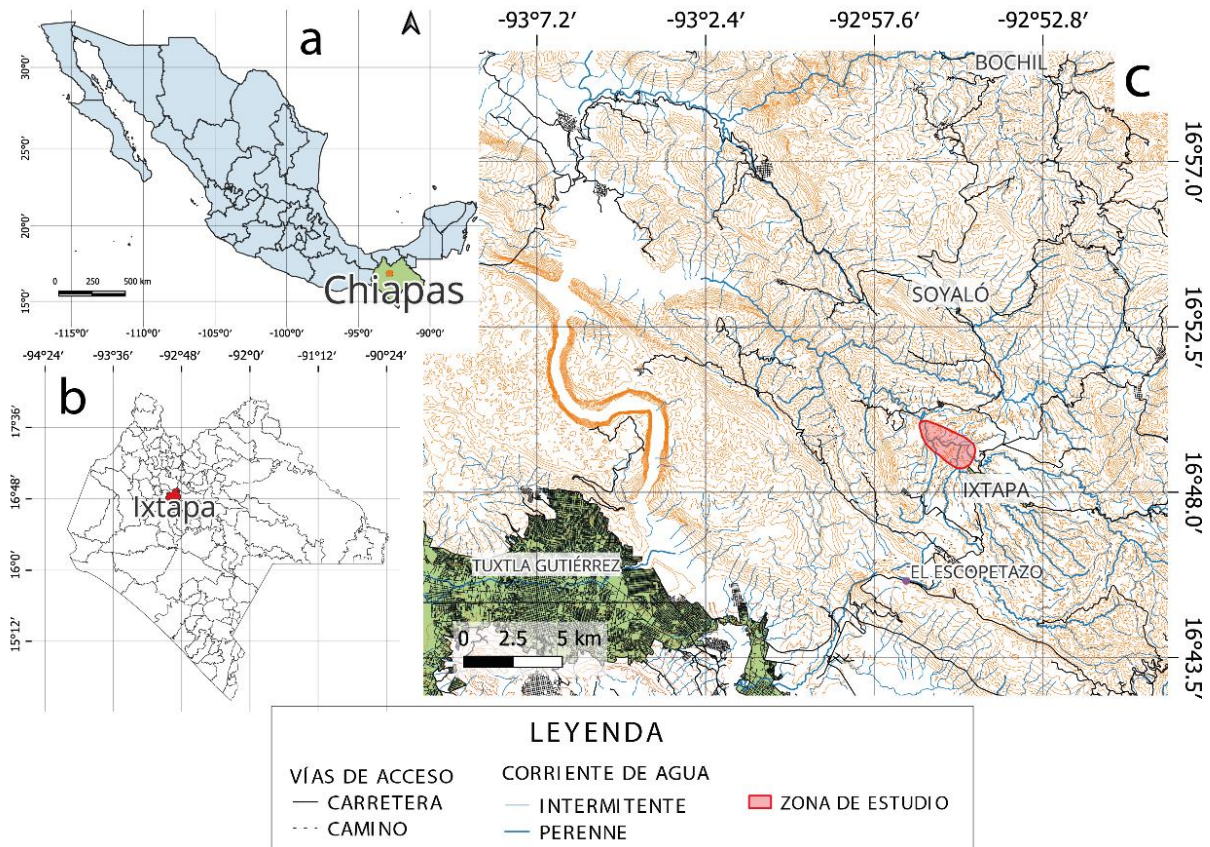 a
30°0'
25°0'
20°0'
15°0'
0 250 500 km
Chiapas
-115°0' -110°0' -105°0' -100°0' -95°0' -90°0'
-94°24' -93°36' -92°48' -92°0' -91°12' -90°24'
b
17°36'
16°48'
16°0'
15°12'
Ixtapa
-93°7.2' -93°2.4' -92°57.6' -92°52.8'
c
BOCHIL
16°57.0'
SOYALÓ
16°52.5'
IXTAPA
16°48.0'
TUXTLA GUTIÉRREZ
EL ESCOPETAZO
0 2.5 5 km
16°43.5'
LEYENDA
VÍAS DE ACCESO
CARRETERA
CAMINO
CORRIENTE DE AGUA
INTERMITENTE
PERENNE
ZONA DE ESTUDIO